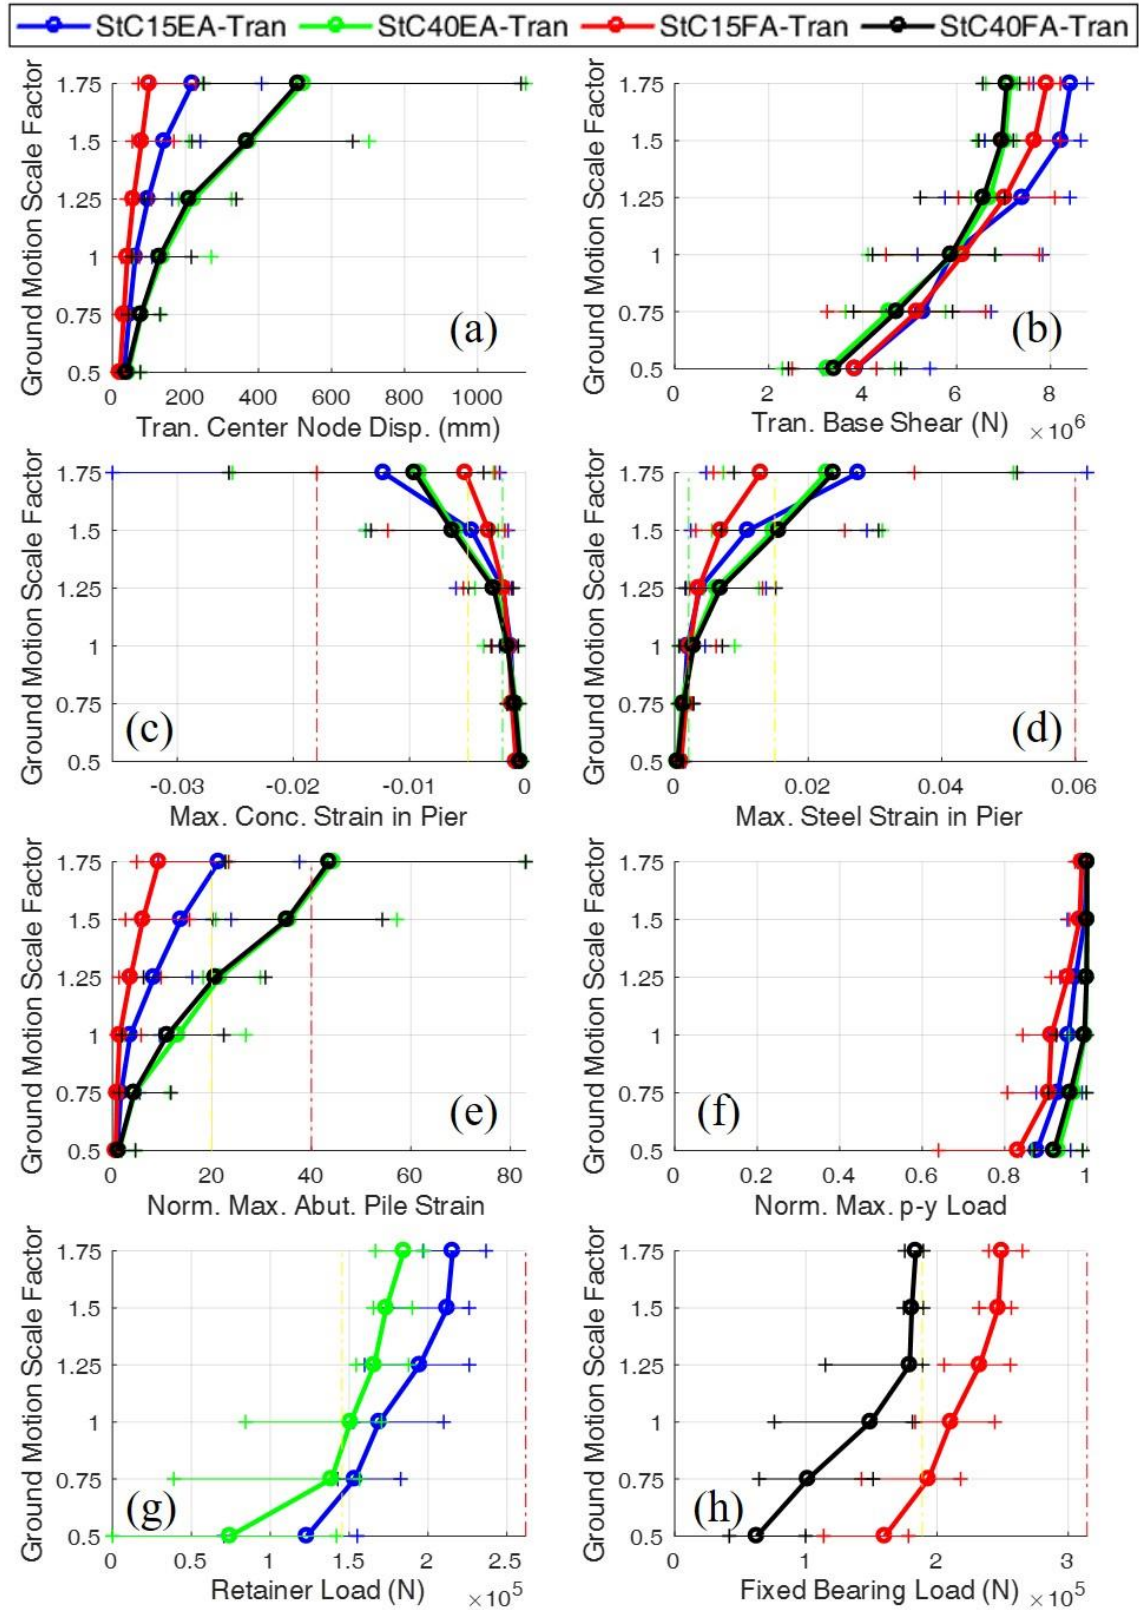 StC15EA-Tran StC40EA-Tran StC15FA-Tran StC40FA-Tran
Ground Motion Scale Factor
1.75
1.5
1.25
1
0.75
0.5
(a)
0 200 400 600 800 1000
Tran. Center Node Disp. (mm)
Ground Motion Scale Factor
1.75
1.5
1.25
1
0.75
0.5
(b)
0 2 4 6 8
Tran. Base Shear (N) ×10^6
Ground Motion Scale Factor
1.75
1.5
1.25
1
0.75
0.5
(c)
-0.03 -0.02 -0.01 0
Max. Conc. Strain in Pier
Ground Motion Scale Factor
1.75
1.5
1.25
1
0.75
0.5
(d)
0 0.02 0.04 0.06
Max. Steel Strain in Pier
Ground Motion Scale Factor
1.75
1.5
1.25
1
0.75
0.5
(e)
0 20 40 60 80
Norm. Max. Abut. Pile Strain
Ground Motion Scale Factor
1.75
1.5
1.25
1
0.75
0.5
(f)
0 0.2 0.4 0.6 0.8 1
Norm. Max. p-y Load
Ground Motion Scale Factor
1.75
1.5
1.25
1
0.75
0.5
(g)
0 1 1.5 2 2.5
Retainer Load (N) ×10^5
Ground Motion Scale Factor
1.75
1.5
1.25
1
0.75
0.5
(h)
0 1 2 3
Fixed Bearing Load (N) ×10^5